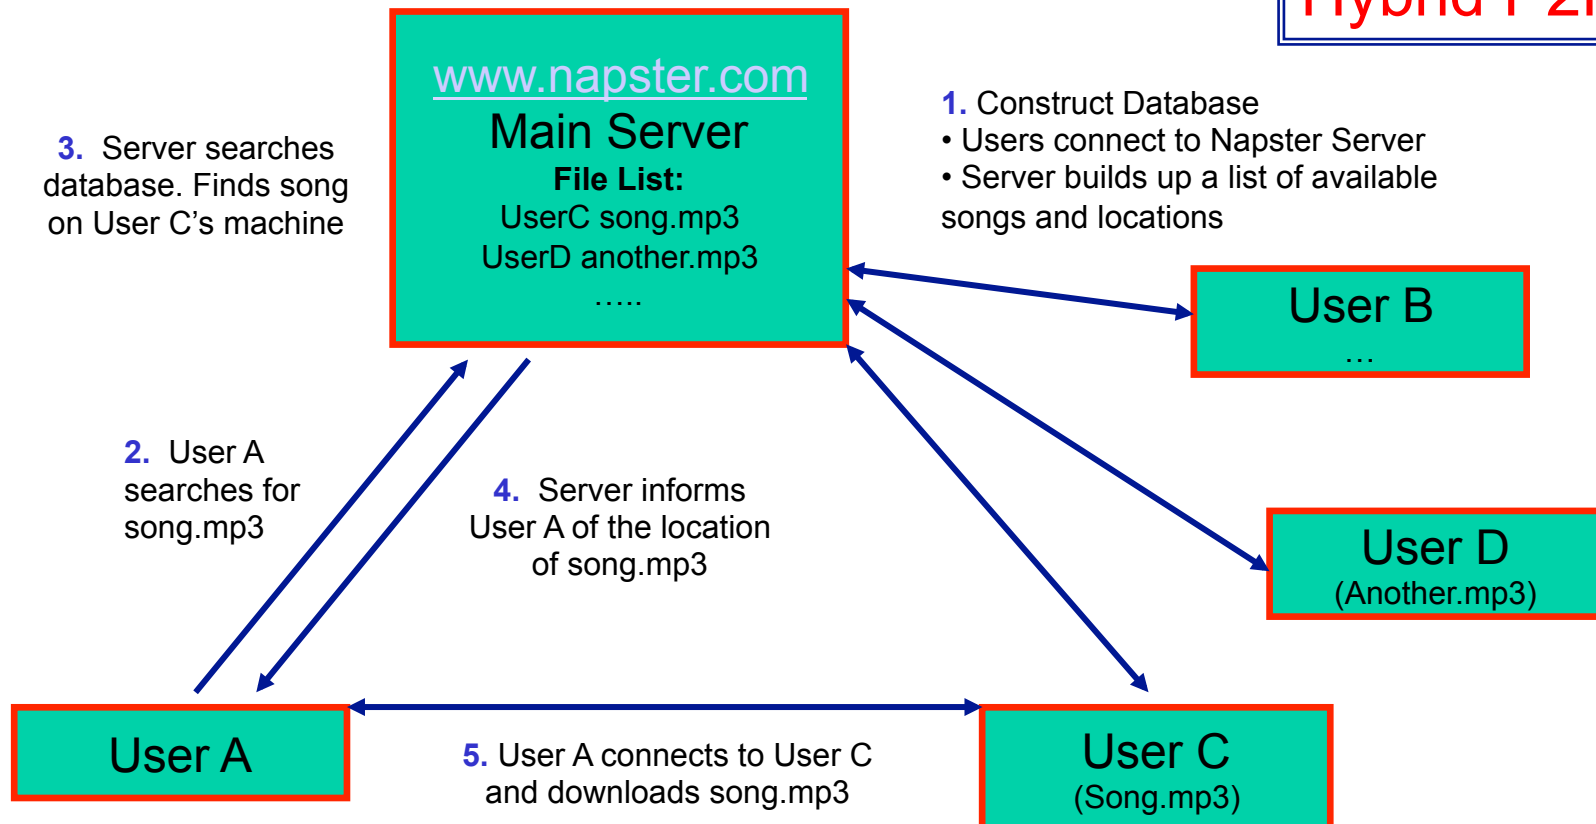 Hybrid P2P
www.napster.com
Main Server
File List:
UserC song.mp3
UserD another.mp3
.....
1. Construct Database
• Users connect to Napster Server
• Server builds up a list of available
songs and locations
3. Server searches
database. Finds song
on User C’s machine
User B
...
2. User A
searches for
song.mp3
4. Server informs
User A of the location
of song.mp3
User D
(Another.mp3)
User A
5. User A connects to User C
and downloads song.mp3
User C
(Song.mp3)